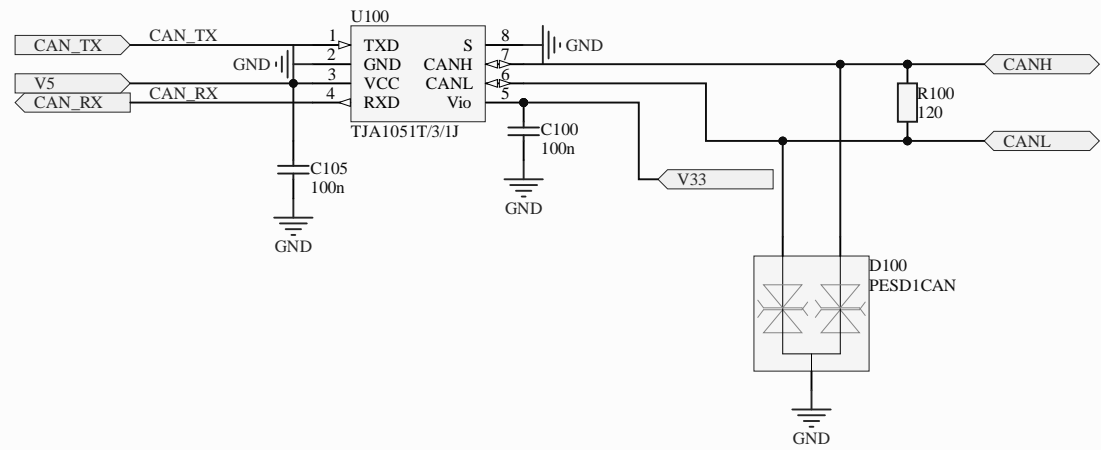 U100
CAN_TX
CAN_TX
1
TXD
S
8
GND
GND
2
GND
CANH
7
CANH
V5
3
VCC
CANL
6
R100
CAN_RX
CAN_RX
4
RXD
Vio
5
120
TJA1051T/3/1J
C100
100n
CANL
C105
100n
V33
GND
GND
D100
PESD1CAN
GND